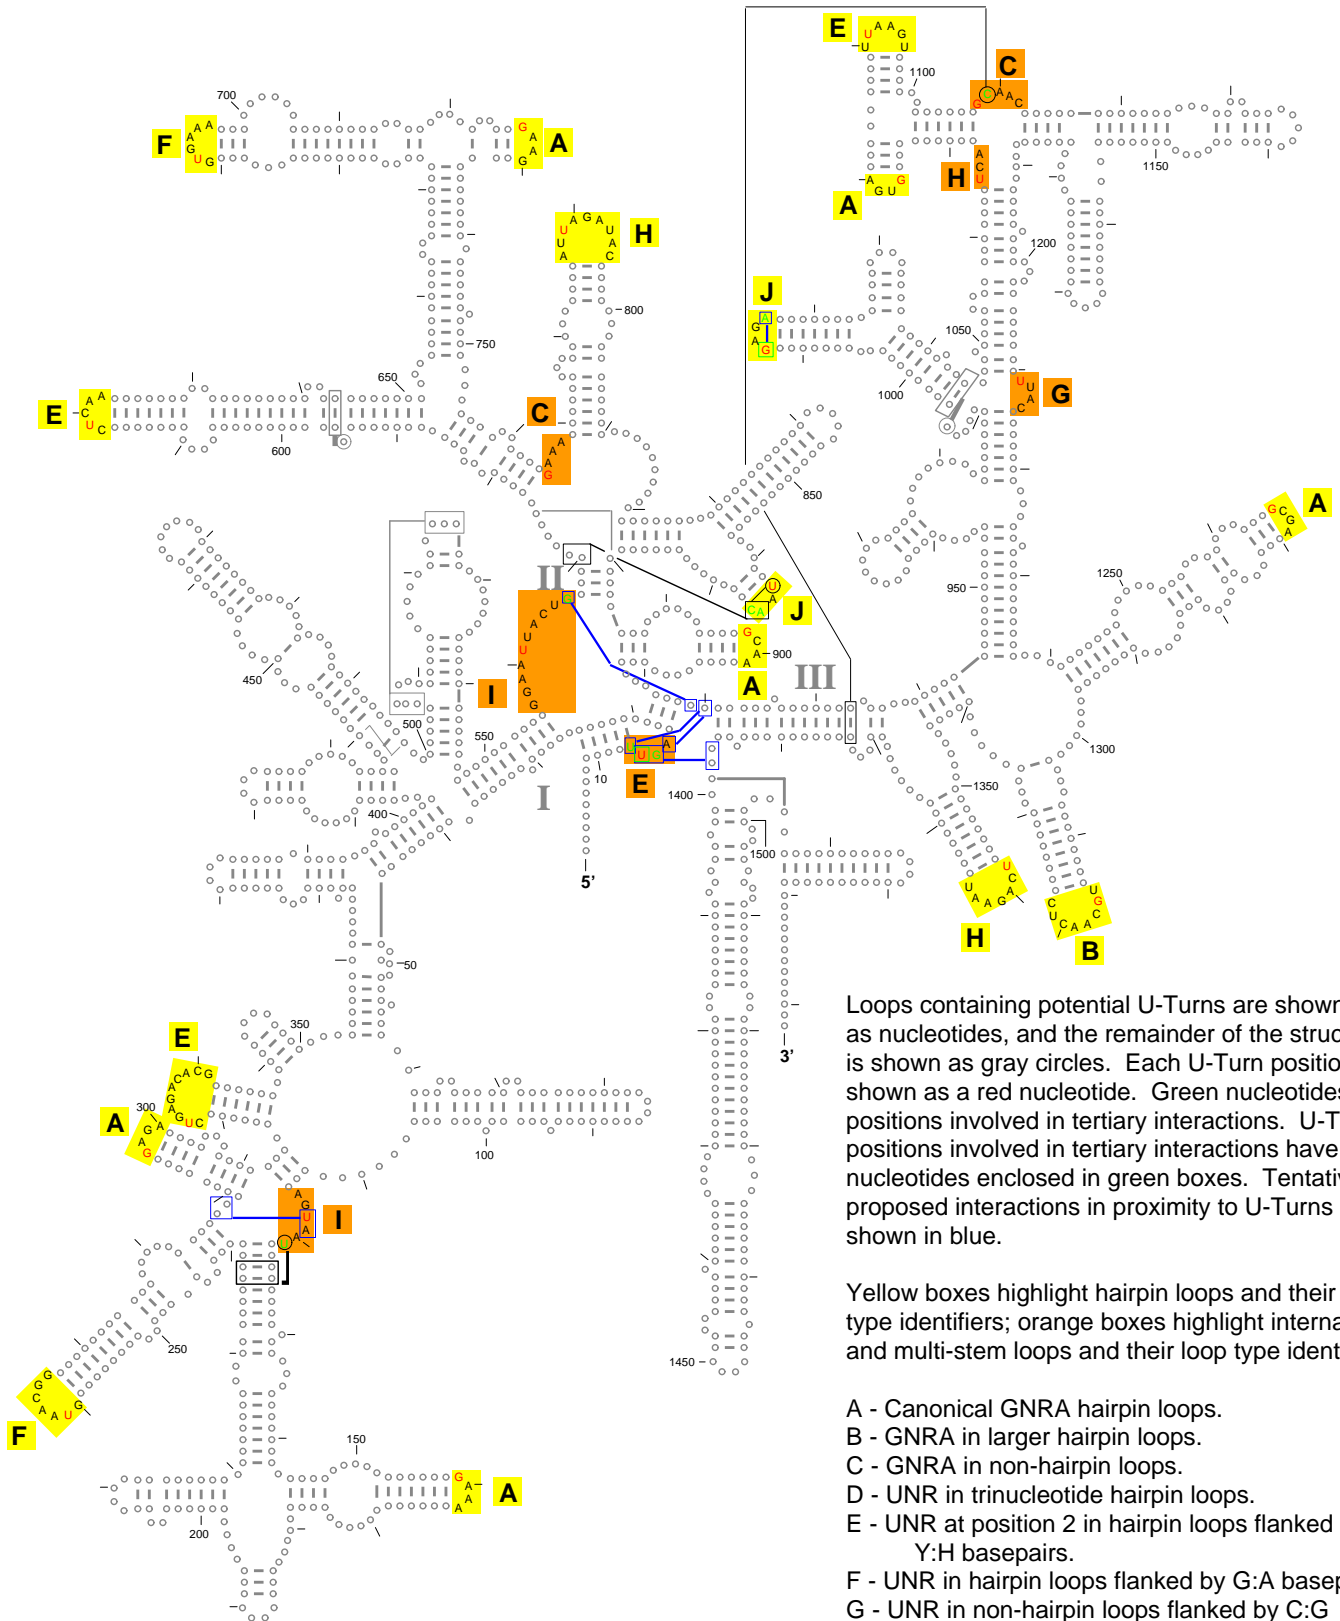 E
U
U
A
A
G
U
1100
C
G
C
A
A
C
700
F
A
A
A
G
U
G
G
A
A
G
A
1150
A
C
U
H
A
G
U
G
A
1200
U
A
G
A
U
U
A
U
A
C
H
J
A
G
A
G
800
1050
750
650
1000
U
U
A
C
G
E
A
A
C
U
C
600
C
A
A
A
G
850
G
C
G
A
A
1250
II
U
U
C
A
U
U
A
A
G
G
I
U
A
C
A
J
950
G
C
A
A
900
A
III
450
500
550
1300
I
10
U
G
A
E
1400
1350
400
1500
5’
U
C
A
G
A
A
U
H
C
U
C
A
A
C
G
U
B
50
3’
350
E
G
C
A
C
A
G
A
G
U
C
A
300
A
G
A
G
100
A
G
U
A
A
U
I
250
1450
G
G
C
A
A
U
G
F
150
G
A
A
A
A
200
Loops containing potential U-Turns are shown
as nucleotides, and the remainder of the
is shown as gray circles. Each U-Turn
shown as a red nucleotide. Green
positions involved in tertiary interactions.
positions involved in tertiary interactions have
nucleotides enclosed in green boxes.
proposed interactions in proximity to U-Turns
shown in blue.
Yellow boxes highlight hairpin loops and their
type identifiers; orange boxes highlight
and multi-stem loops and their loop type
A - Canonical GNRA hairpin loops.
B - GNRA in larger hairpin loops.
C - GNRA in non-hairpin loops.
D - UNR in trinucleotide hairpin loops.
E - UNR at position 2 in hairpin loops flanked
Y:H basepairs.
F - UNR in hairpin loops flanked by G:A
G - UNR in non-hairpin loops flanked by C:G